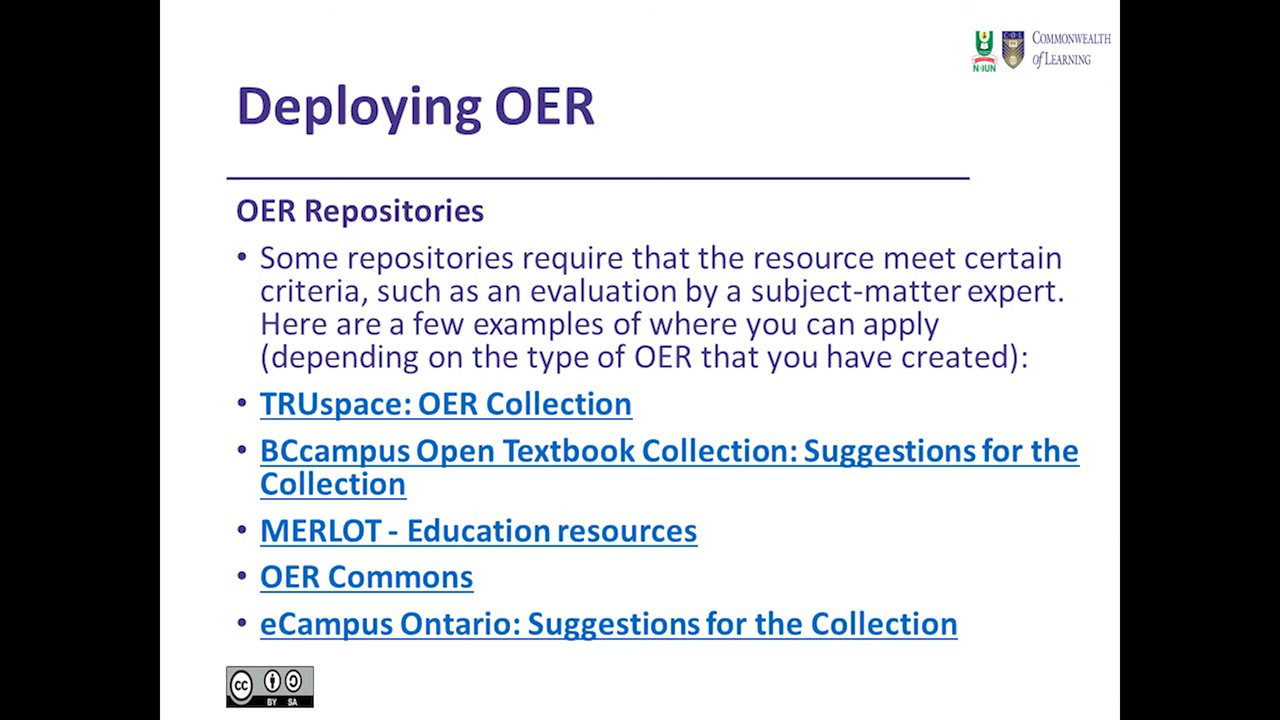 COMMONWEALTH
of LEARNING
C·O·L
NOUN
Deploying OER
OER Repositories
• Some repositories require that the resource meet certain
criteria, such as an evaluation by a subject-matter expert.
Here are a few examples of where you can apply
(depending on the type of OER that you have created):
• TRUspace: OER Collection
• BCcampus Open Textbook Collection: Suggestions for the
Collection
• MERLOT - Education resources
• OER Commons
• eCampus Ontario: Suggestions for the Collection
cc
BY SA